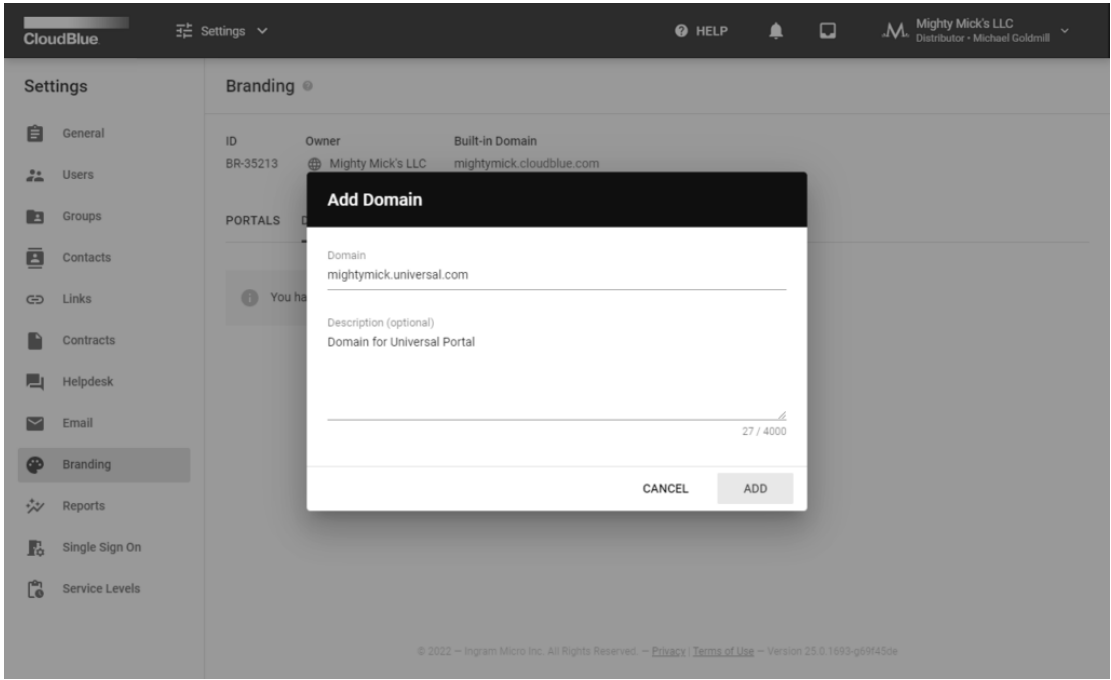 CloudBlue
Settings
HELP
Mighty Mick's LLC
Distributor • Michael Goldmill
Settings
General
Users
Groups
Contacts
Links
Contracts
Helpdesk
Email
Branding
Reports
Single Sign On
Service Levels
Branding
ID Owner Built-in Domain
BR-35213 Mighty Mick's LLC mightymick.cloudblue.com
PORTALS D
You ha
Add Domain
Domain
mightymick.universal.com
Description (optional)
Domain for Universal Portal
27 / 4000
CANCEL ADD
© 2022 — Ingram Micro Inc. All Rights Reserved. — Privacy | Terms of Use — Version 25.0.1693-g69f45de